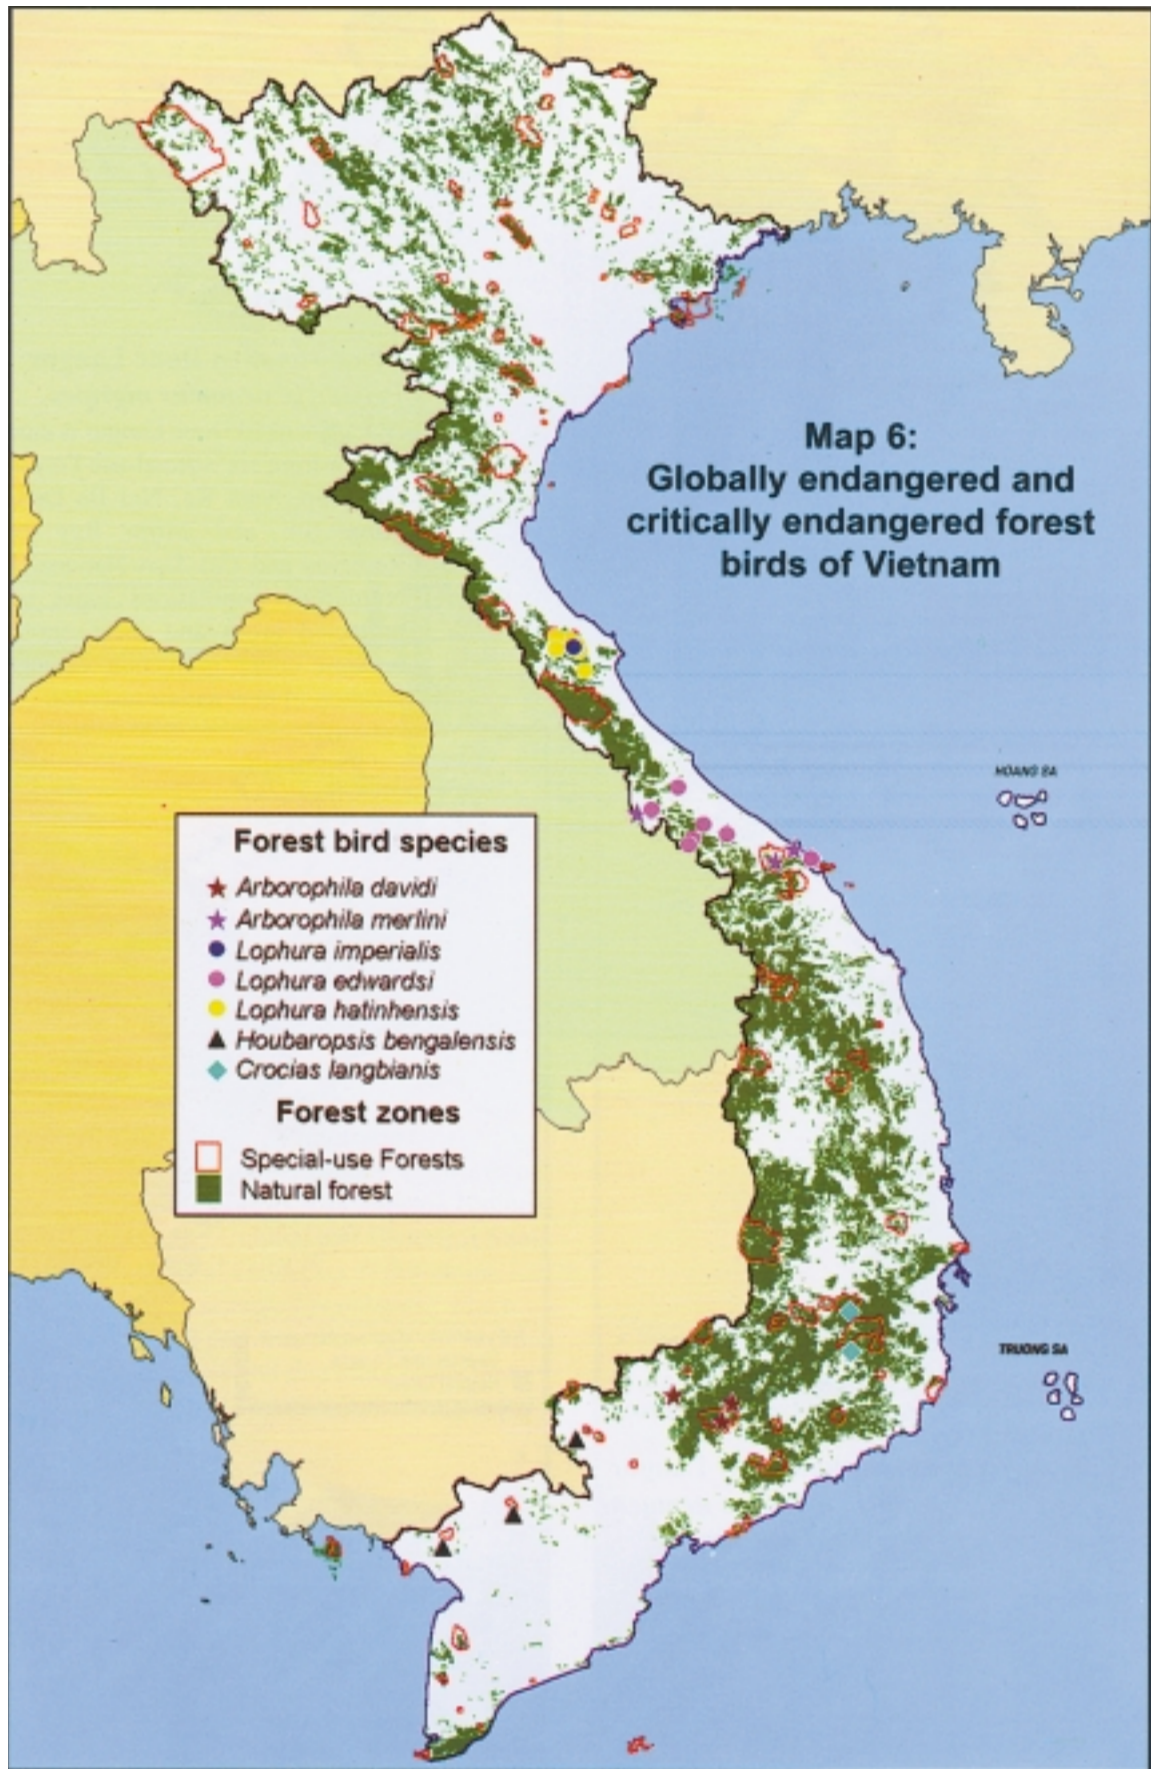 Map 6:
Globally endangered and
critically endangered forest
birds of Vietnam
HOANG SA
Forest bird species
Arborophila davidi
Arborophila merlini
Lophura imperialis
Lophura edwardsi
Lophura hatinhensis
Houbaropsis bengalensis
Crocias langbianis
Forest zones
Special-use Forests
Natural forest
TRUONG SA